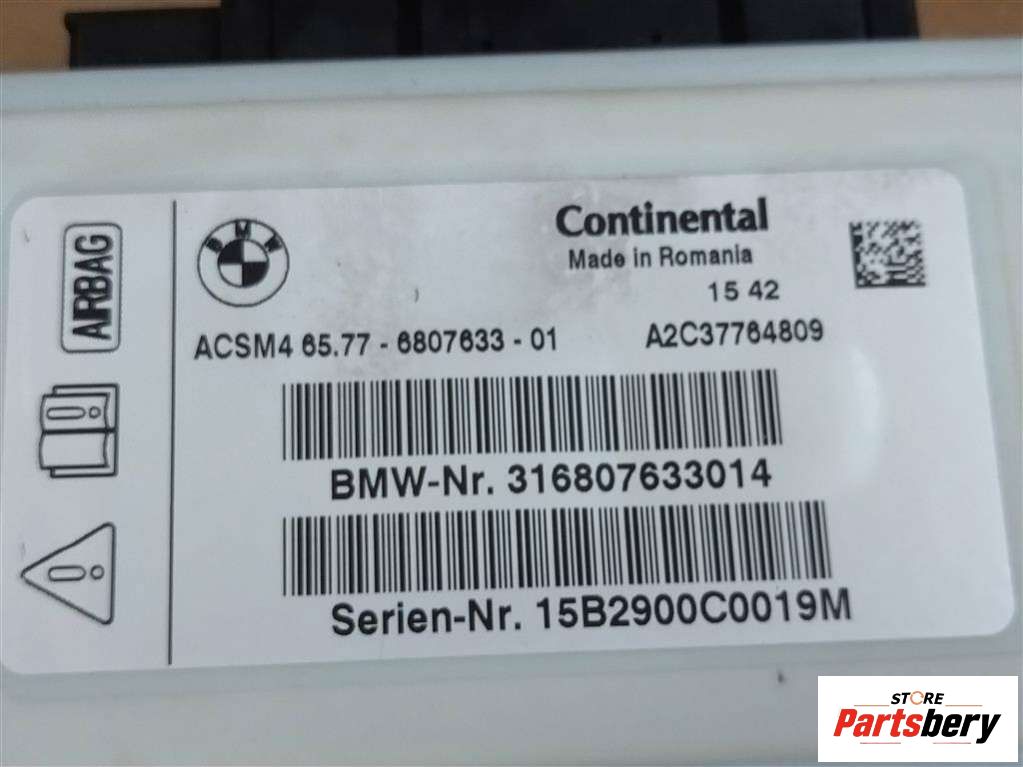 AIRBAG
BMW
Continental
Made in Romania
15 42
ACSM4 65.77 - 6807633 - 01 A2C37764809
BMW-Nr. 316807633014
Serien-Nr. 15B2900C0019M
STORE
Partsbery